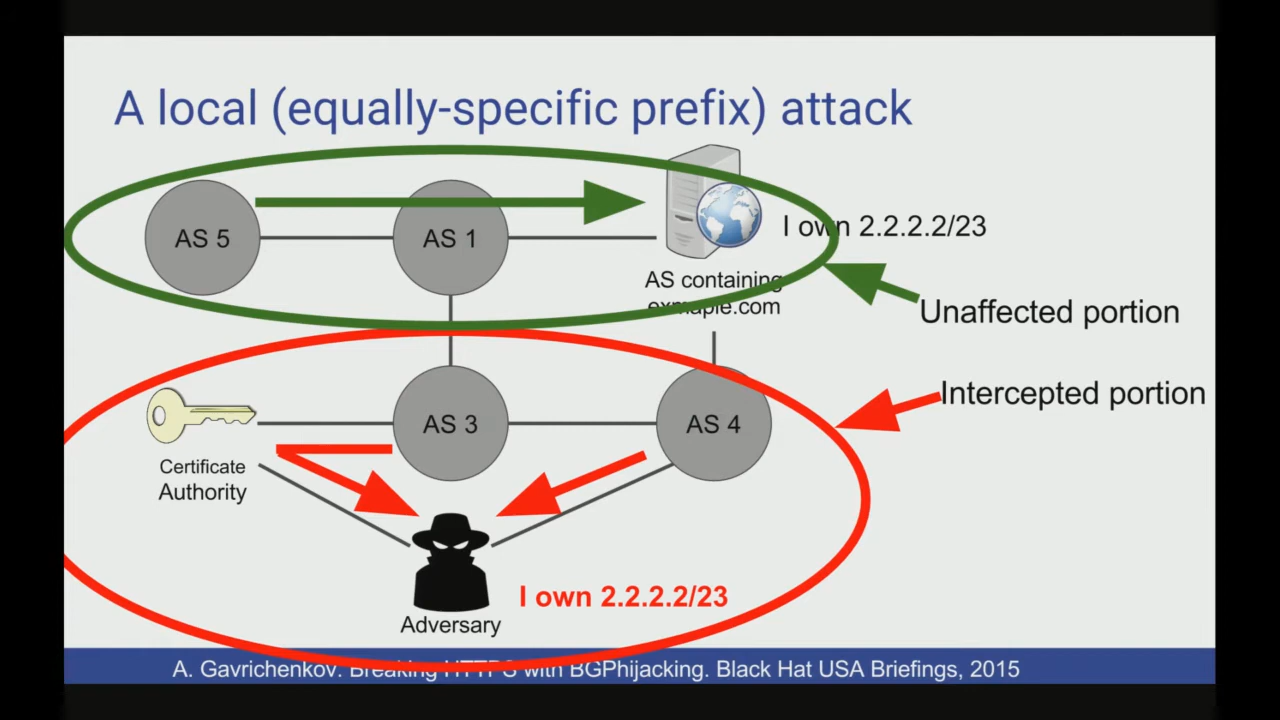 A local (equally-specific prefix) attack
AS 5
AS 1
I own 2.2.2.2/23
AS containing
exmaple.com
Unaffected portion
Intercepted portion
AS 3
AS 4
Certificate
Authority
I own 2.2.2.2/23
Adversary
A. Gavrichenkov. Breaking HTTPS with BGPhijacking. Black Hat USA Briefings, 2015